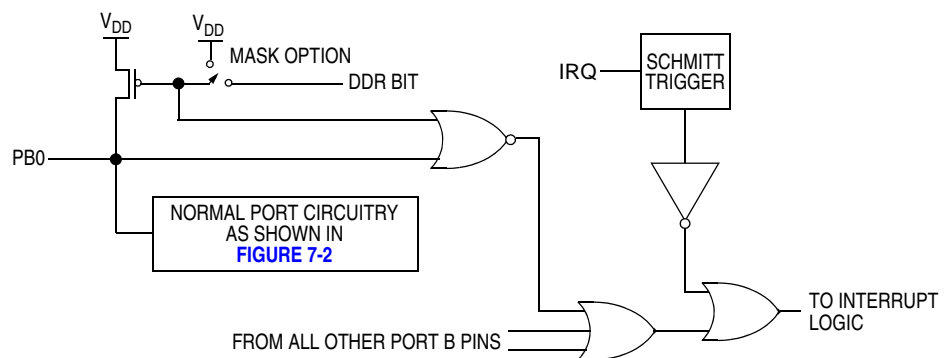 VDD
VDD
MASK OPTION
DDR BIT
IRQ
SCHMITT
TRIGGER
PB0
NORMAL PORT CIRCUITRY
AS SHOWN IN
FIGURE 7-2
FROM ALL OTHER PORT B PINS
TO INTERRUPT
LOGIC